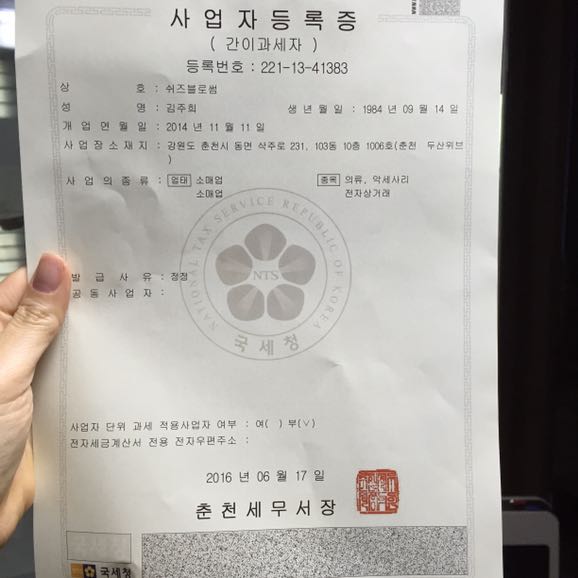 사업자등록증
( 간이과세자 )
등록번호 : 221-13-41383
상 호 : 쉬즈블로썸
성 명 : 김주희 생 년 월 일 : 1984 년 09 월 14 일
개 업 연 월 일 : 2014 년 11 월 11 일
사 업 장 소 재 지 : 강원도 춘천시 동면 삭주로 231, 103동 10층 1006호(춘천 두산위브
)
사 업 의 종 류 : 업태 소매업 종목 의류, 악세사리
소매업 전자상거래
NATIONAL TAX SERVICE REPUBLIC OF KOREA
NTS
국세청
발 급 사 유 : 정정
공 동 사 업 자 :
사업자 단위 과세 적용사업자 여부 : 여( ) 부(∨)
전자세금계산서 전용 전자우편주소 :
2016 년 06 월 17 일
춘천세무서장
국세청